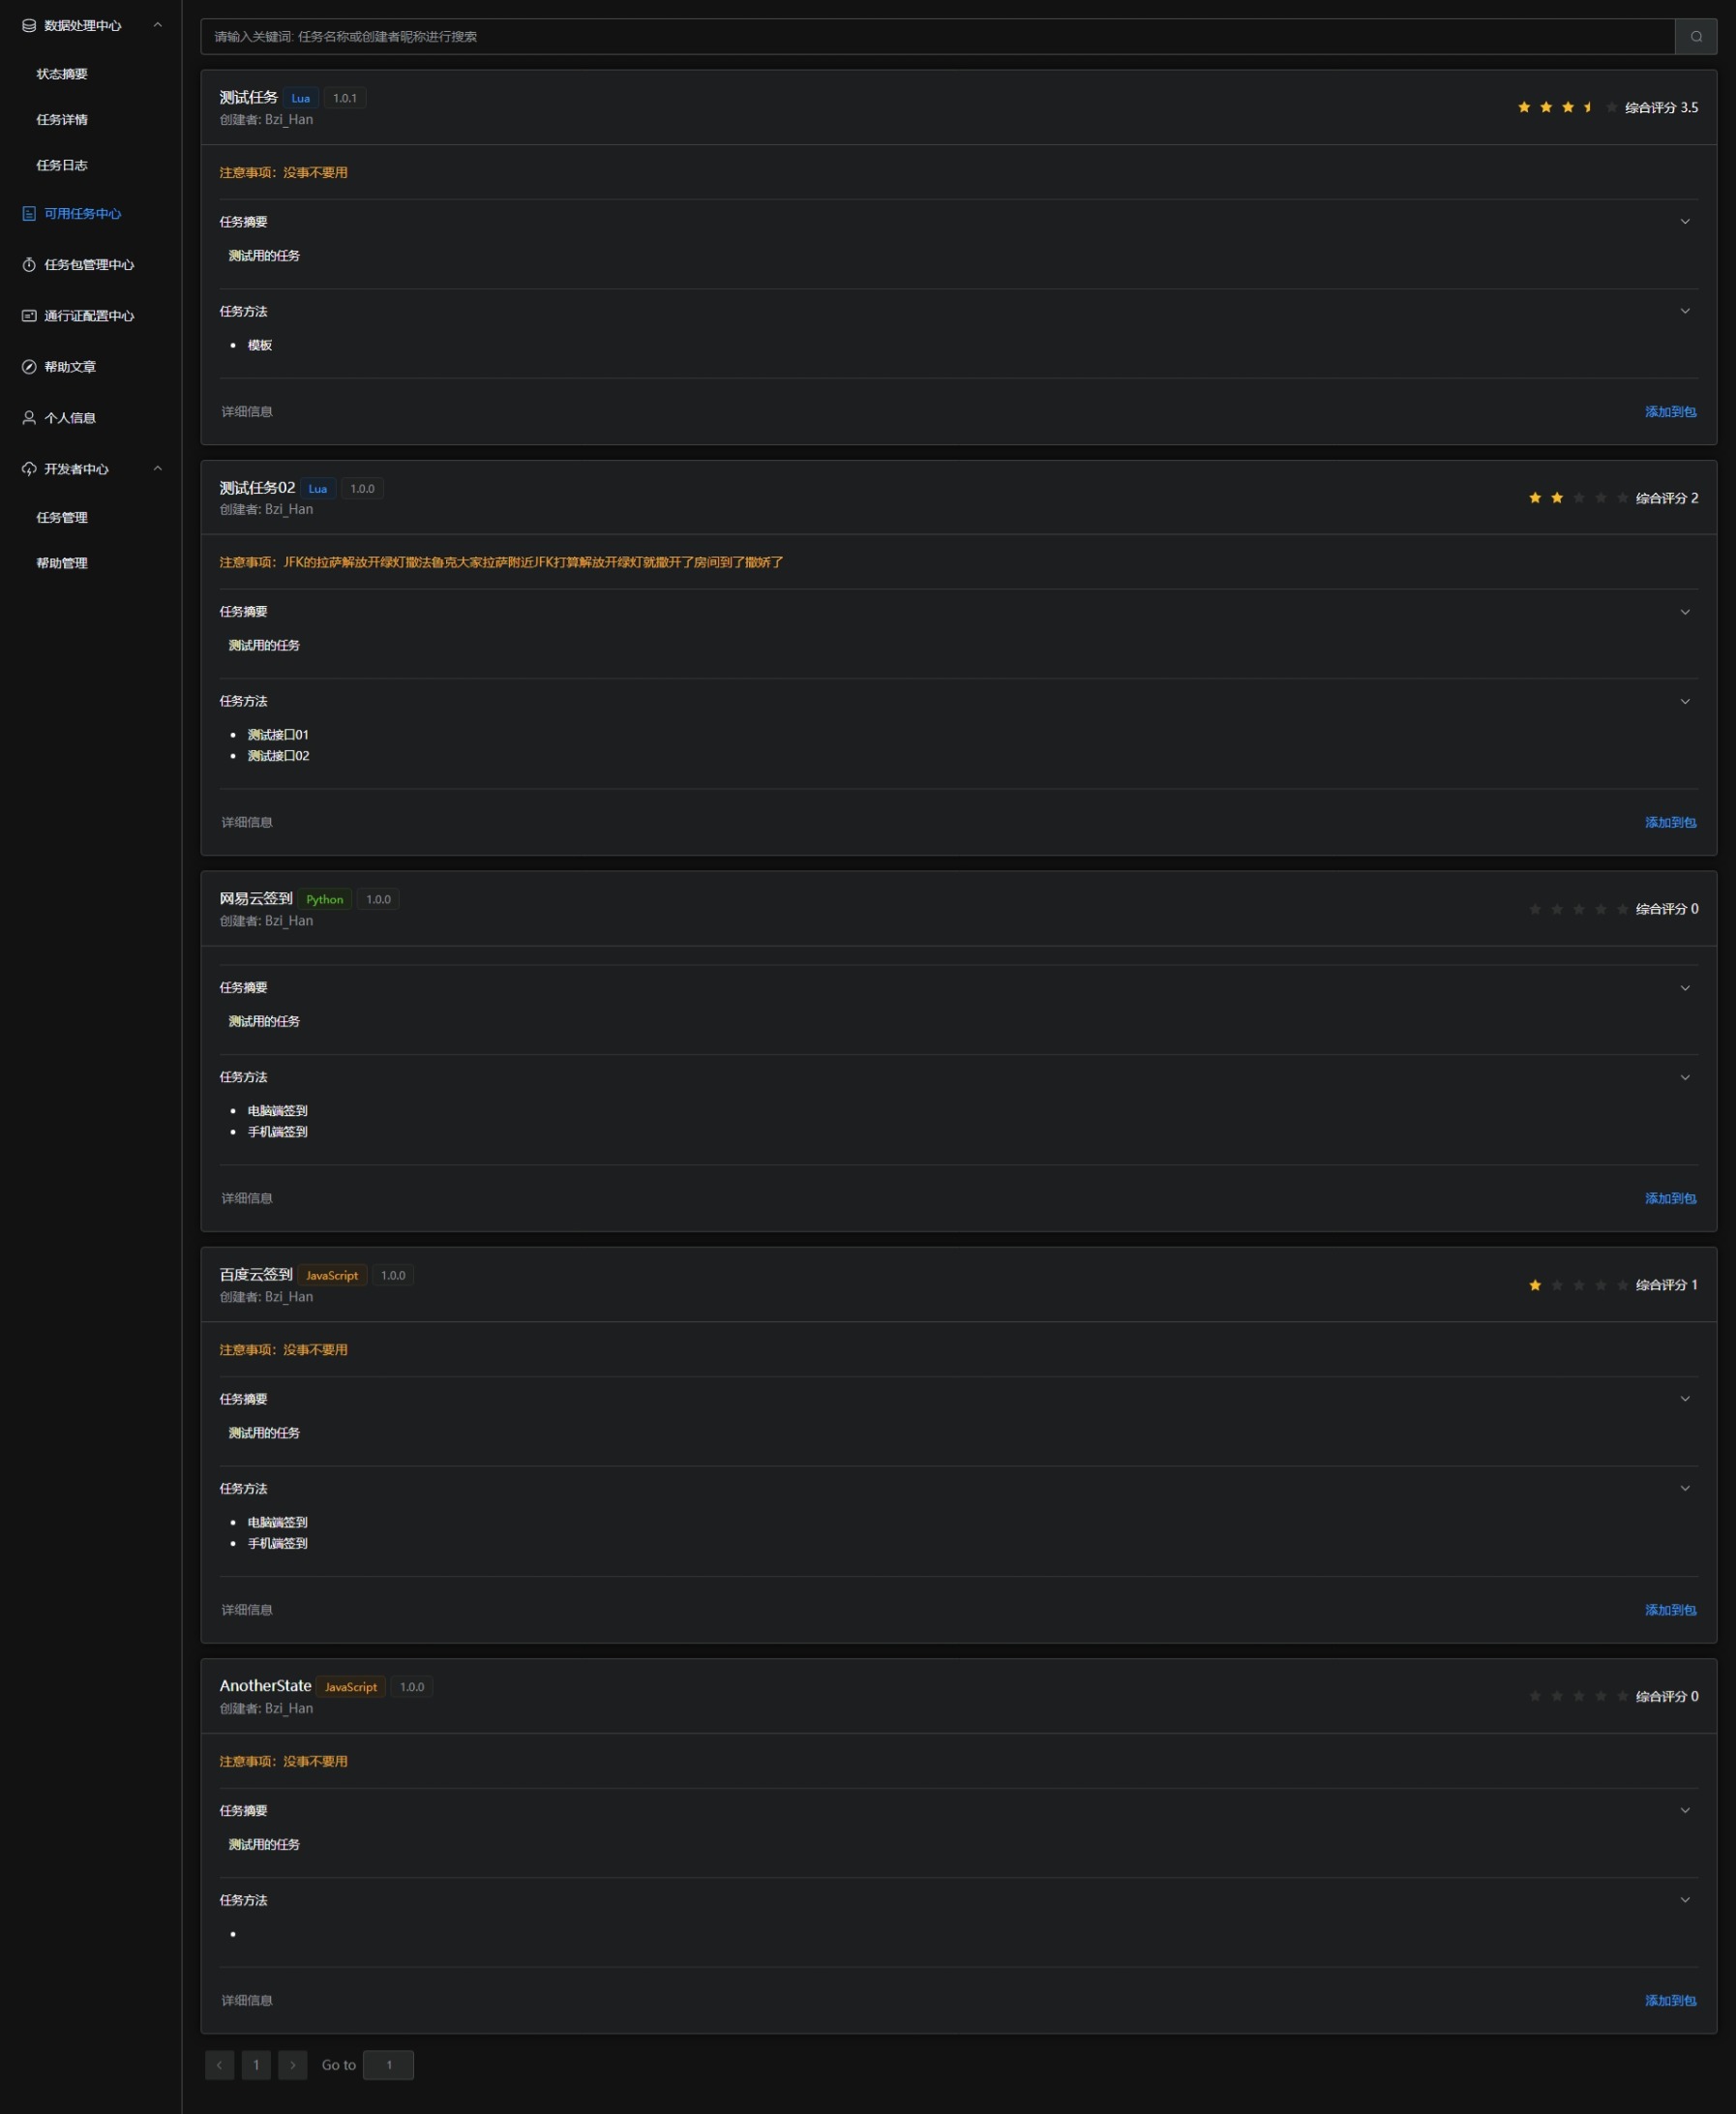 数据处理中心
状态摘要
任务详情
任务日志
可用任务中心
任务包管理中心
通行证配置中心
帮助文章
个人信息
开发者中心
任务管理
帮助管理
请输入关键词: 任务名称或创建者昵称进行搜索
测试任务 Lua 1.0.1
创建者: Bzi_Han
综合评分 3.5
注意事项：没事不要用
任务摘要
测试用的任务
任务方法
模板
详细信息 添加到包
测试任务02 Lua 1.0.0
创建者: Bzi_Han
综合评分 2
注意事项：JFK的拉萨解放开绿灯撒法鲁克大家拉萨附近JFK打算解放开绿灯就撒开了房间到了撒娇了
任务摘要
测试用的任务
任务方法
测试接口01
测试接口02
详细信息 添加到包
网易云签到 Python 1.0.0
创建者: Bzi_Han
综合评分 0
任务摘要
测试用的任务
任务方法
电脑端签到
手机端签到
详细信息 添加到包
百度云签到 JavaScript 1.0.0
创建者: Bzi_Han
综合评分 1
注意事项：没事不要用
任务摘要
测试用的任务
任务方法
电脑端签到
手机端签到
详细信息 添加到包
AnotherState JavaScript 1.0.0
创建者: Bzi_Han
综合评分 0
注意事项：没事不要用
任务摘要
测试用的任务
任务方法
详细信息 添加到包
1 Go to 1